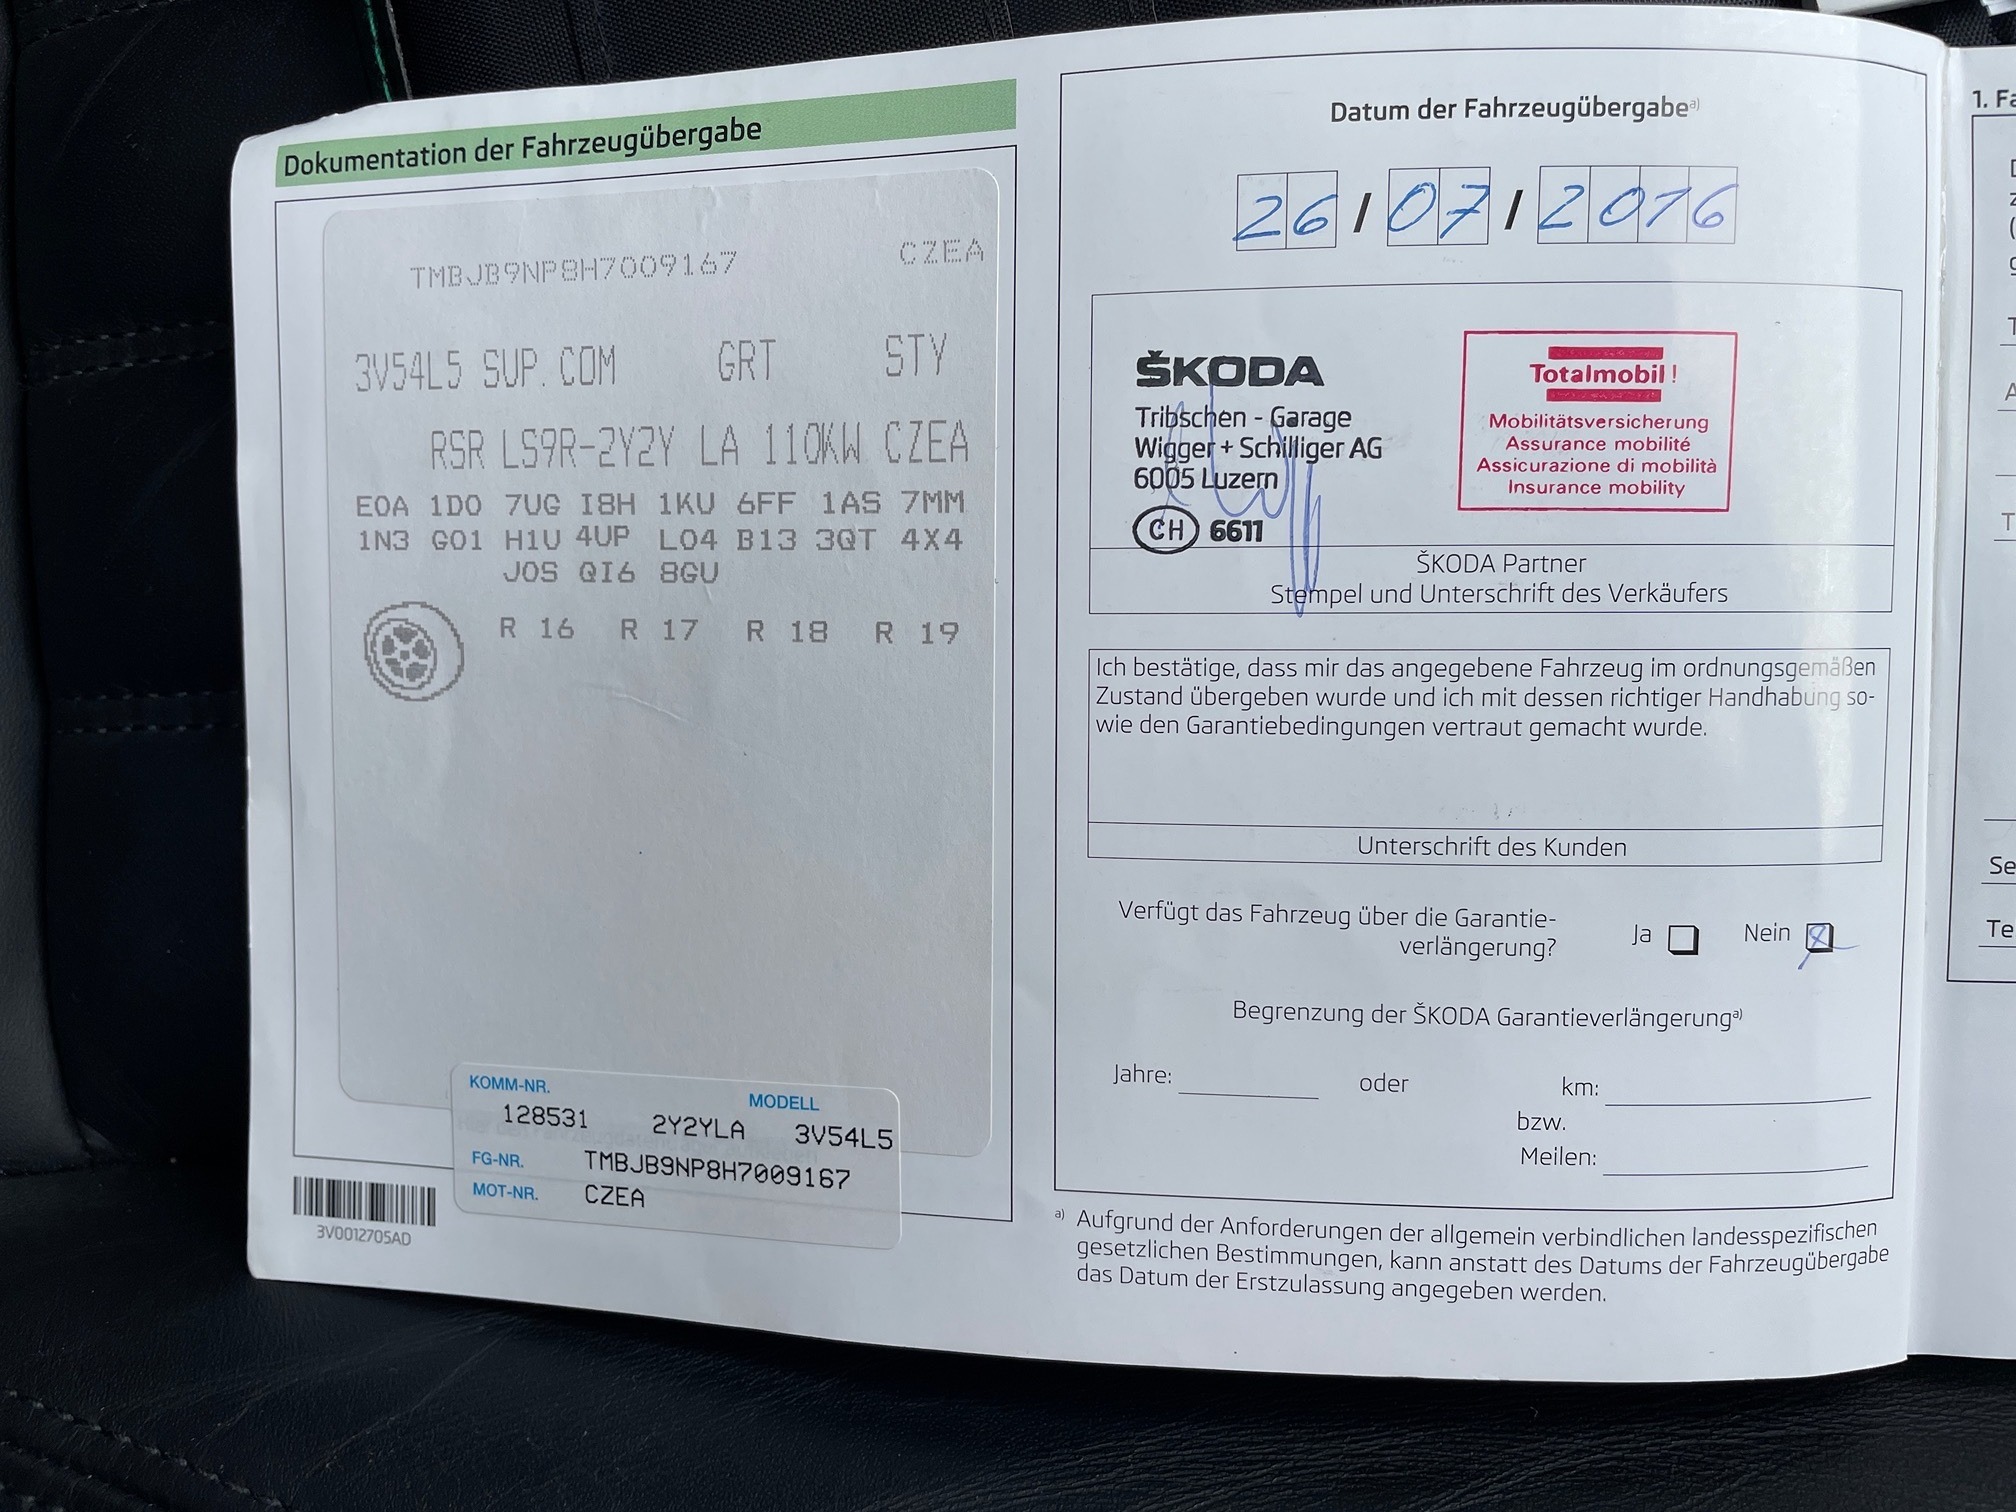 Dokumentation der Fahrzeugübergabe
TMBJB9NP8H7009167 CZEA
3V54L5 SUP. COM GRT STY
RSR LS9R-2Y2Y LA 110KW CZEA
E0A 1D0 7UG I8H 1KU 6FF 1AS 7MM
1N3 G01 H1V 4UP L04 B13 3QT 4X4
J0S QI6 8GU
R 16 R 17 R 18 R 19
KOMM-NR. MODELL
128531 2Y2YLA 3V54L5
FG-NR. TMBJB9NP8H7009167
MOT-NR. CZEA
3V0012705AD
Datum der Fahrzeugübergabe a)
26 / 07 / 2016
ŠKODA
Tribschen - Garage
Wigger + Schilliger AG
6005 Luzern
CH 6611
Totalmobil !
Mobilitätsversicherung
Assurance mobilité
Assicurazione di mobilità
Insurance mobility
ŠKODA Partner
Stempel und Unterschrift des Verkäufers
Ich bestätige, dass mir das angegebene Fahrzeug im ordnungsgemäßen
Zustand übergeben wurde und ich mit dessen richtiger Handhabung so-
wie den Garantiebedingungen vertraut gemacht wurde.
Unterschrift des Kunden
Verfügt das Fahrzeug über die Garantie-
verlängerung? Ja Nein
Begrenzung der ŠKODA Garantieverlängerung a)
Jahre: oder km:
bzw.
Meilen:
a) Aufgrund der Anforderungen der allgemein verbindlichen landesspezifischen
gesetzlichen Bestimmungen, kann anstatt des Datums der Fahrzeugübergabe
das Datum der Erstzulassung angegeben werden.
1. Fa
Se
Te